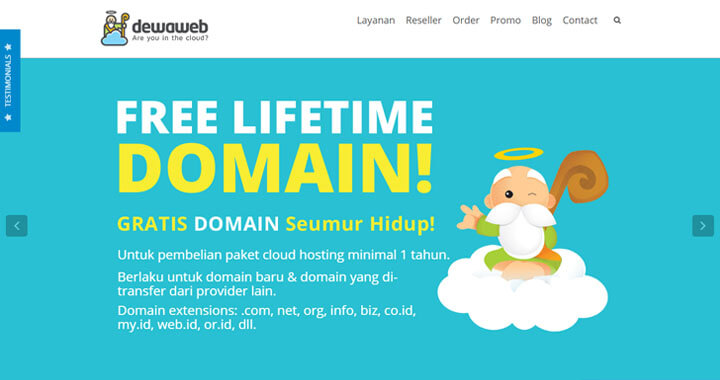 dewaweb
Are you in the cloud?
Layanan Reseller Order Promo Blog Contact
TESTIMONIALS
FREE LIFETIME
DOMAIN!
GRATIS DOMAIN Seumur Hidup!
Untuk pembelian paket cloud hosting minimal 1 tahun.
Berlaku untuk domain baru & domain yang di-
transfer dari provider lain.
Domain extensions: .com, net, org, info, biz, co.id,
my.id, web.id, or.id, dll.